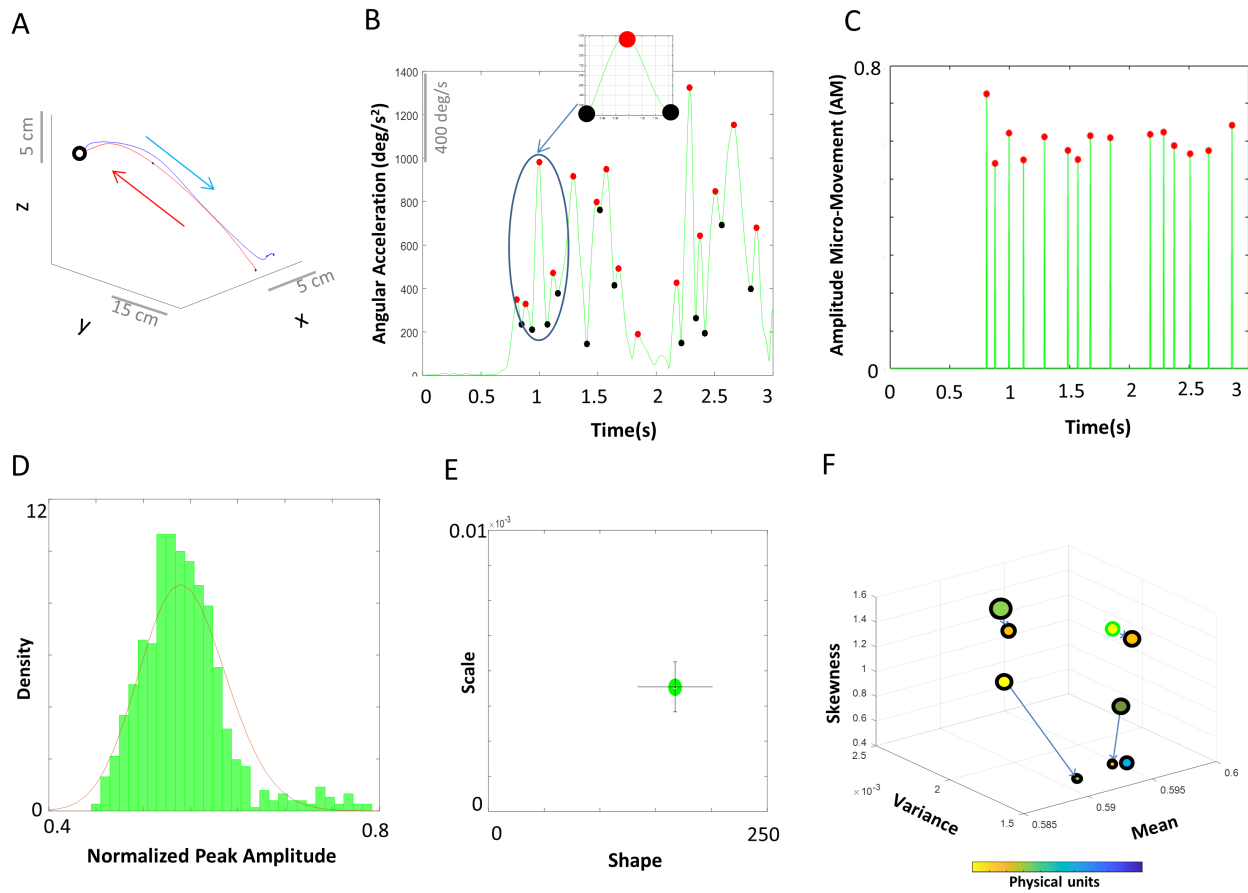 A
5 cm
z
15 cm
y
5 cm
x
B
400 deg/s
Angular Acceleration (deg/s²)
1400
1200
1000
800
600
400
200
0
0 0.5 1 1.5 2 2.5 3
Time(s)
C
0.8
Amplitude Micro-Movement (AM)
0
0 0.5 1 1.5 2 2.5 3
Time(s)
D
12
Density
0
0.4 0.8
Normalized Peak Amplitude
E
0.01 ×10⁻³
Scale
0
0 250
Shape
F
Skewness
1.6
1.4
1.2
1
0.8
0.6
0.4
2.5
×10⁻³
2
1.5
Variance
0.585
0.59
0.595
0.6
Mean
Physical units